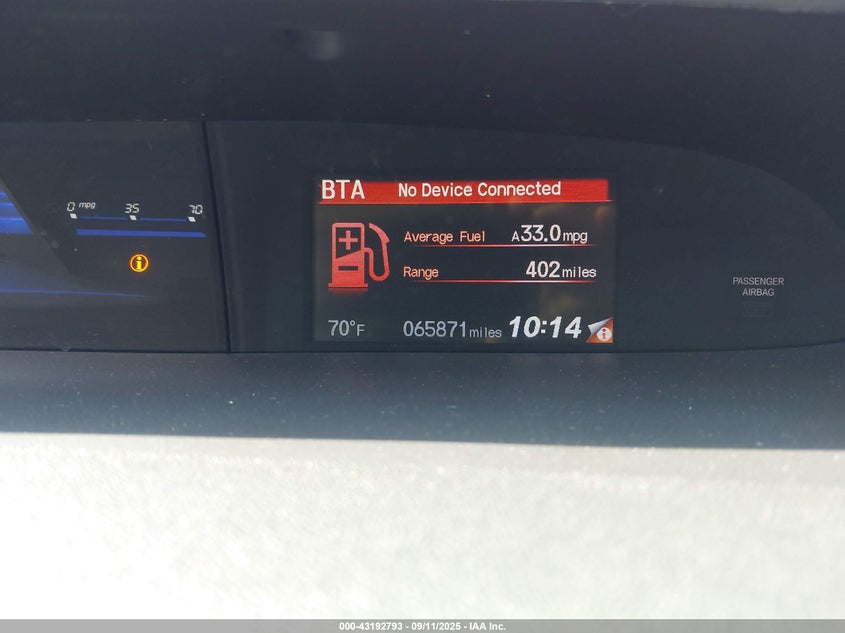 0 mpg 35 70
BTA No Device Connected
Average Fuel A33.0mpg
Range 402miles
70°F 065871miles 10:14
PASSENGER
AIRBAG
000-43192793 - 09/11/2025 - IAA Inc.